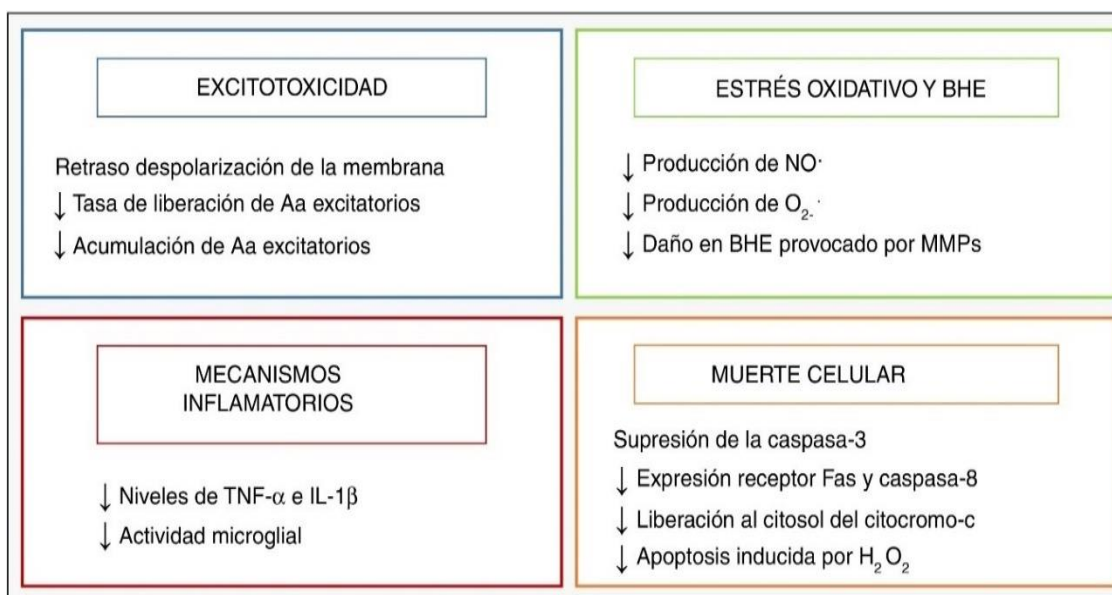 EXCITOTOXICIDAD
Retraso despolarización de la membrana
↓ Tasa de liberación de Aa excitatorios
↓ Acumulación de Aa excitatorios
ESTRÉS OXIDATIVO Y BHE
↓ Producción de NO·
↓ Producción de O₂₋·
↓ Daño en BHE provocado por MMPs
MECANISMOS
INFLAMATORIOS
↓ Niveles de TNF-α e IL-1β
↓ Actividad microglial
MUERTE CELULAR
Supresión de la caspasa-3
↓ Expresión receptor Fas y caspasa-8
↓ Liberación al citosol del citocromo-c
↓ Apoptosis inducida por H₂O₂